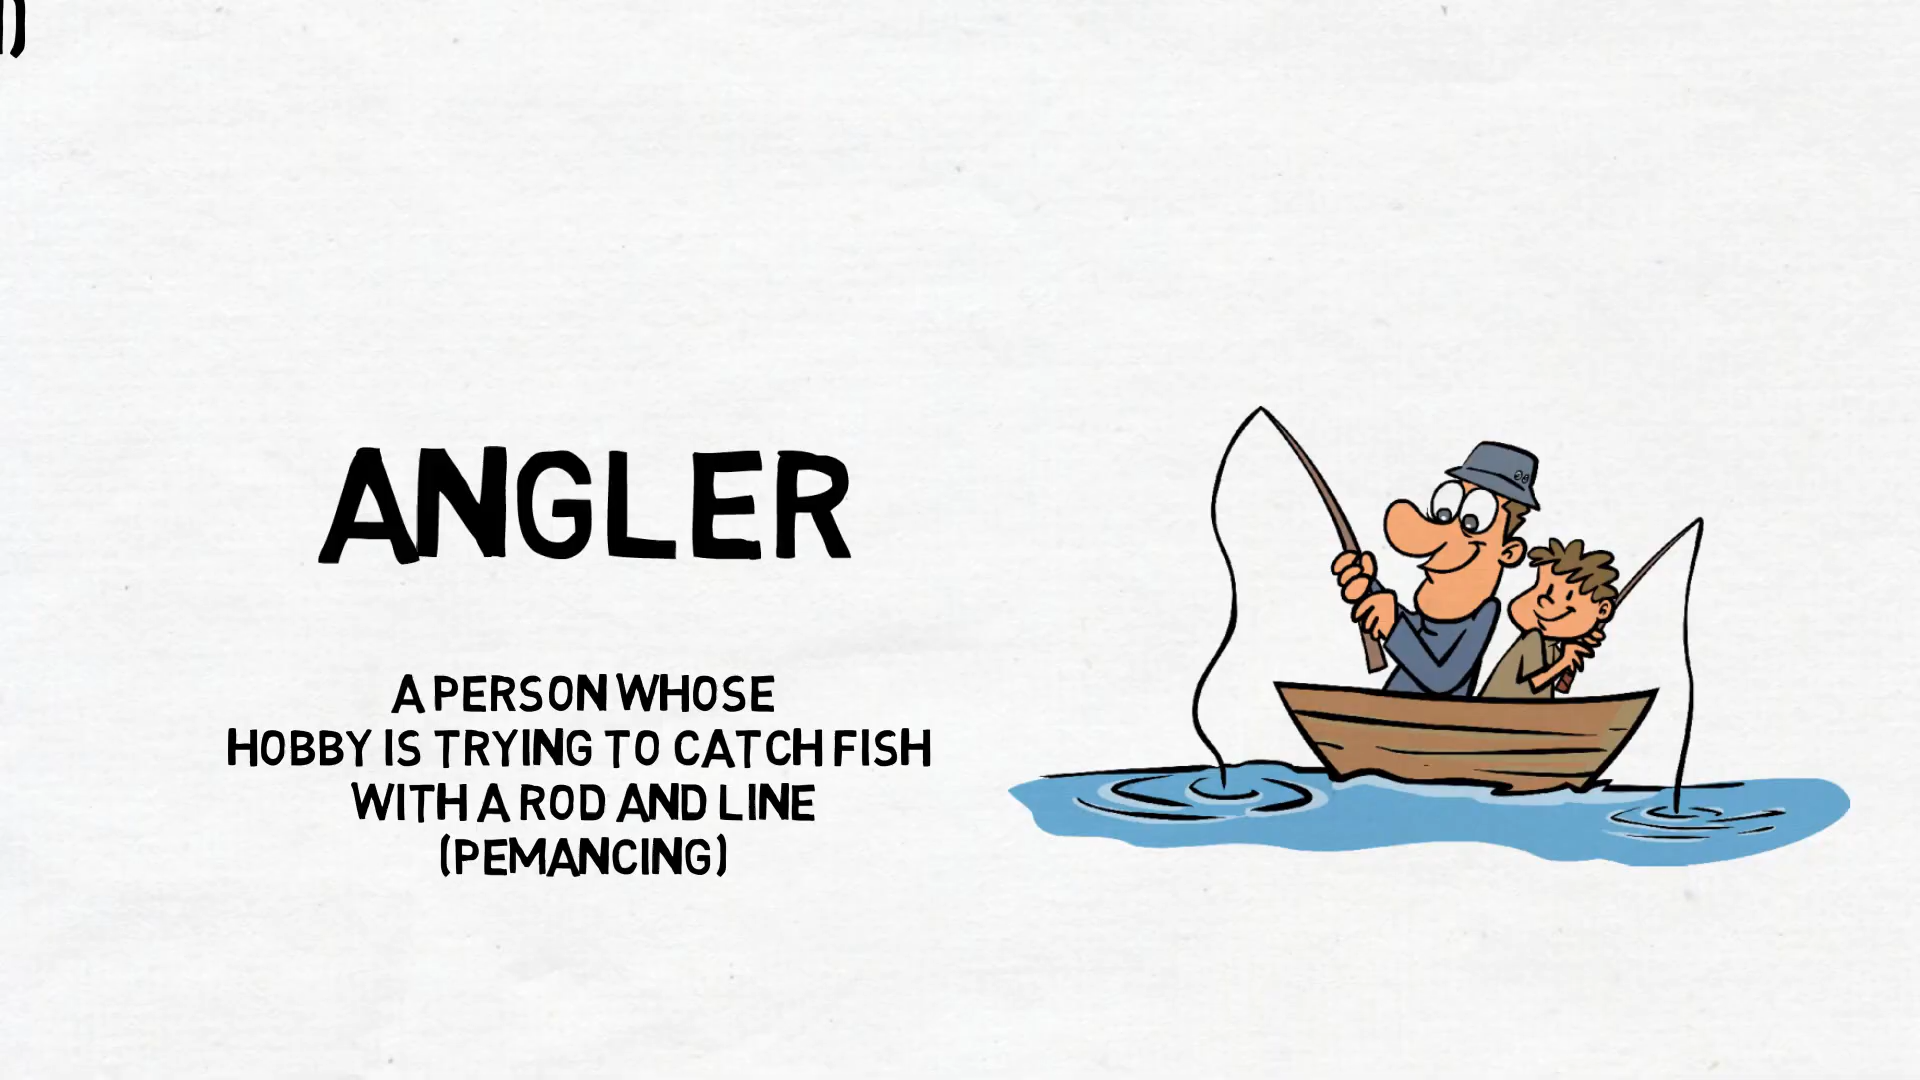 ANGLER
A PERSON WHOSE
HOBBY IS TRYING TO CATCH FISH
WITH A ROD AND LINE
(PEMANCING)